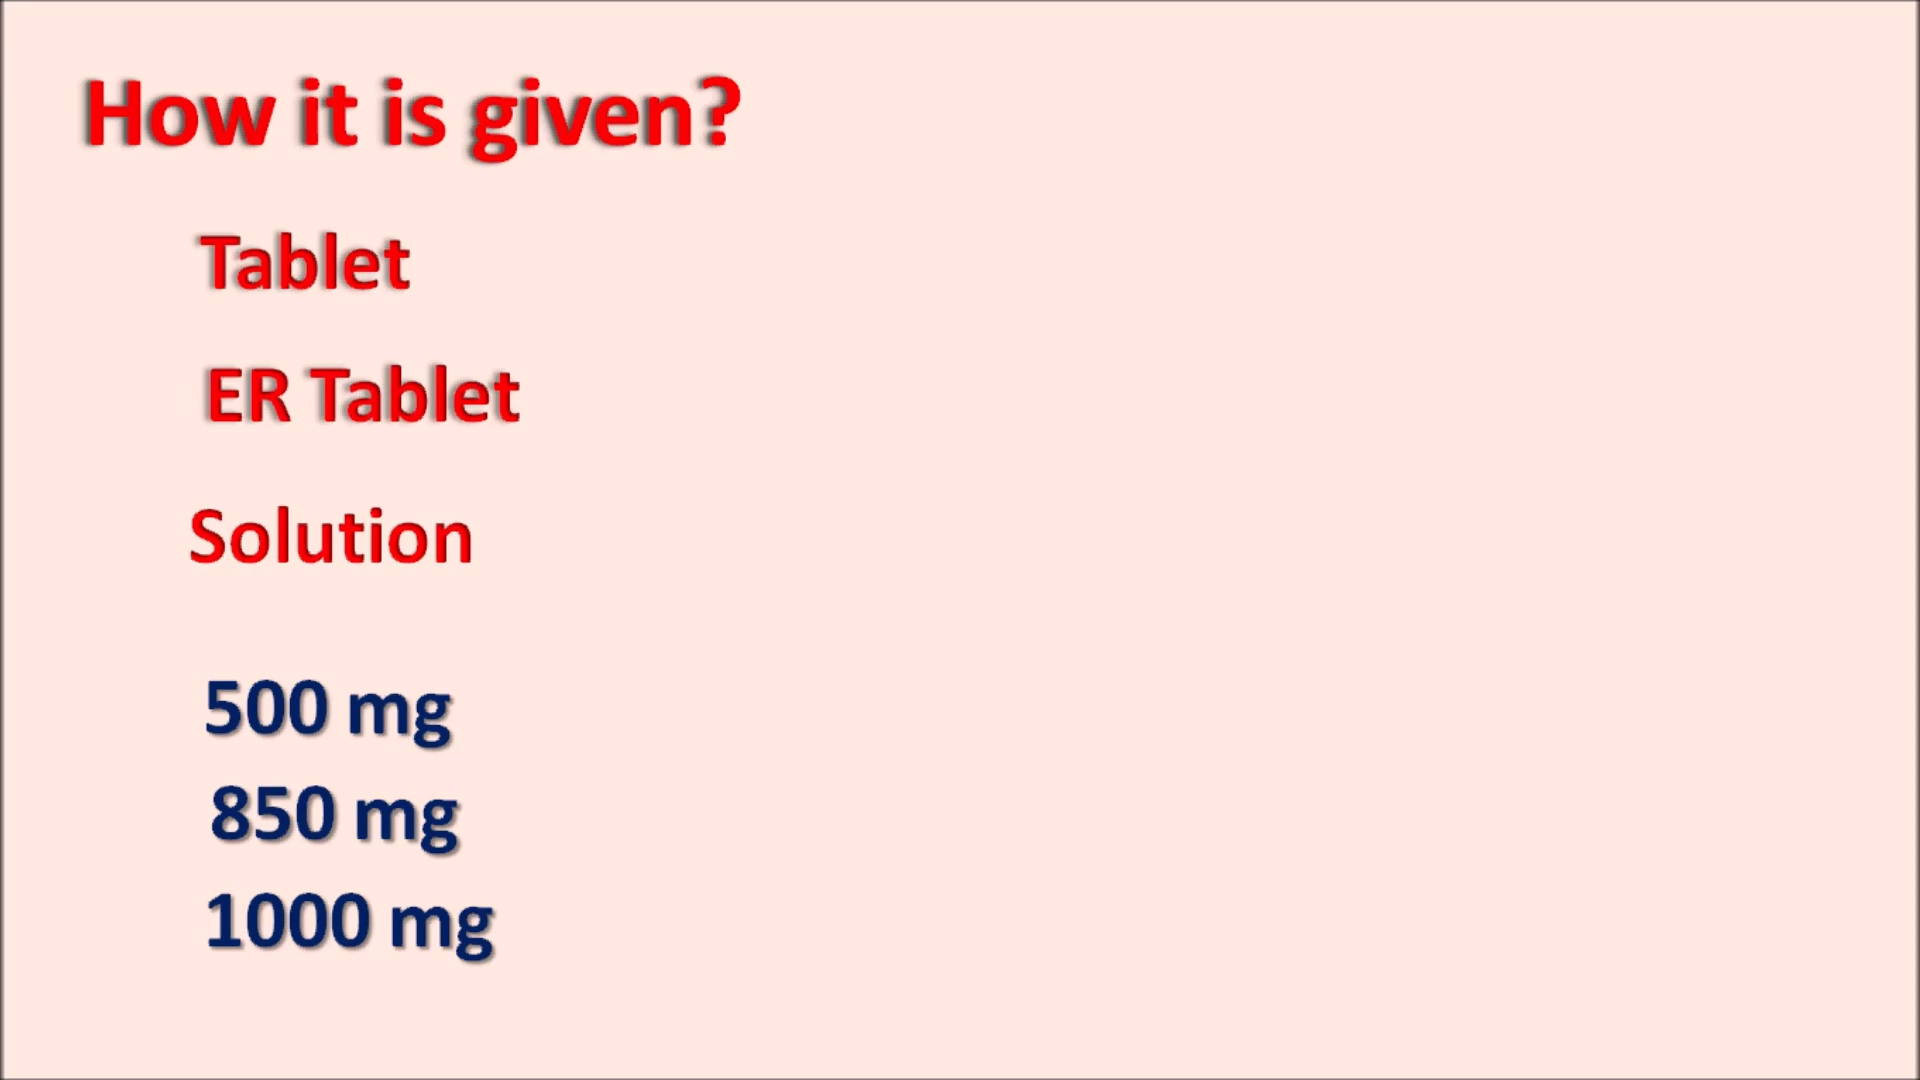 How it is given?
Tablet
ER Tablet
Solution
500 mg
850 mg
1000 mg